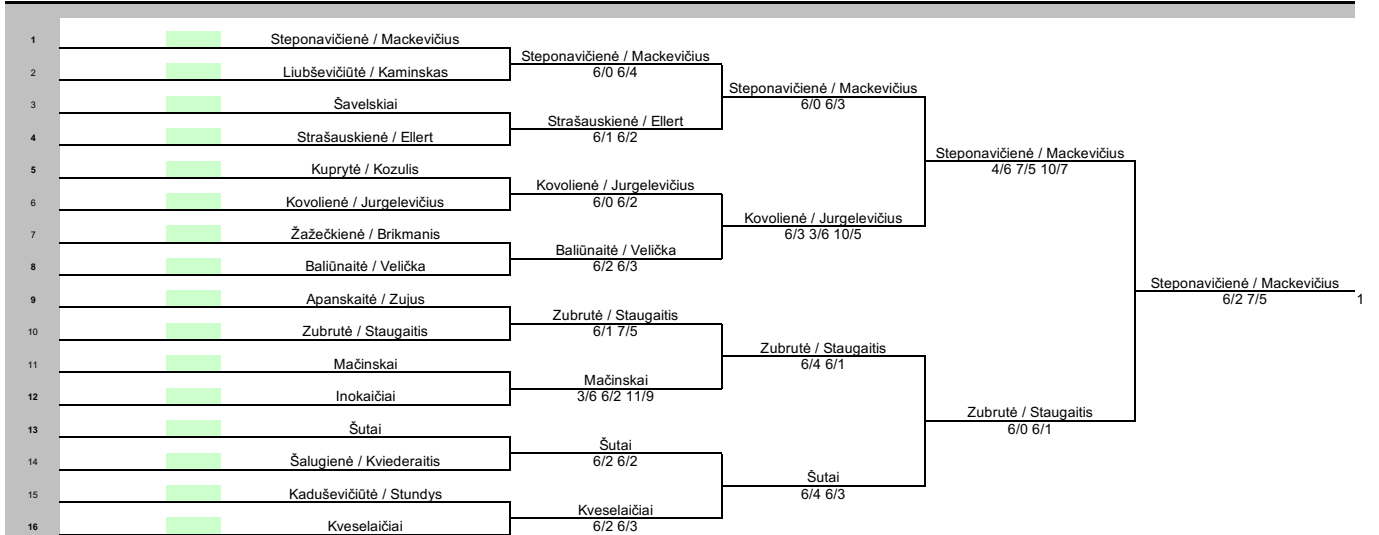 1
Steponavičienė / Mackevičius
Steponavičienė / Mackevičius
2
Liubševičiūtė / Kaminskas
6/0 6/4
Steponavičienė / Mackevičius
3
Šavelskiai
6/0 6/3
Strašauskienė / Ellert
4
Strašauskienė / Ellert
6/1 6/2
Steponavičienė / Mackevičius
5
Kuprytė / Kozulis
4/6 7/5 10/7
Kovolienė / Jurgelevičius
6
Kovolienė / Jurgelevičius
6/0 6/2
Kovolienė / Jurgelevičius
7
Žažečkienė / Brikmanis
6/3 3/6 10/5
Baliūnaitė / Velička
8
Baliūnaitė / Velička
6/2 6/3
Steponavičienė / Mackevičius
9
Apanskaitė / Zujus
6/2 7/5
1
Zubrutė / Staugaitis
10
Zubrutė / Staugaitis
6/1 7/5
Zubrutė / Staugaitis
11
Mačinskai
6/4 6/1
Mačinskai
12
Inokaičiai
3/6 6/2 11/9
Zubrutė / Staugaitis
13
Šutai
6/0 6/1
Šutai
14
Šalugienė / Kviederaitis
6/2 6/2
Šutai
15
Kaduševičiūtė / Stundys
6/4 6/3
Kveselaičiai
16
Kveselaičiai
6/2 6/3